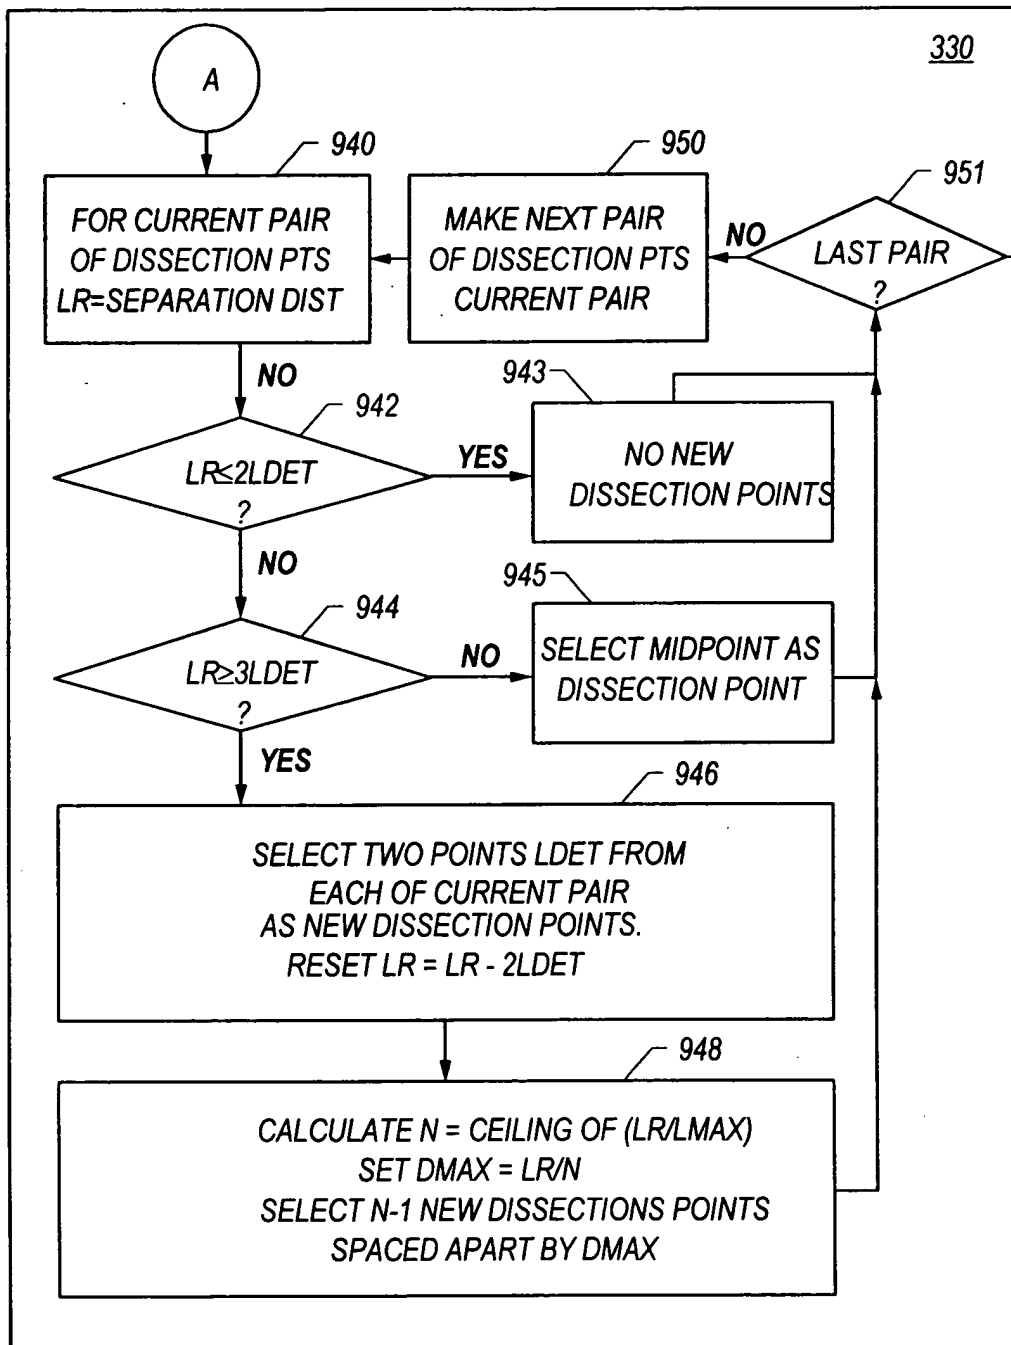 330
A
940
FOR CURRENT PAIR
OF DISSECTION PTS
LR=SEPARATION DIST
950
MAKE NEXT PAIR
OF DISSECTION PTS
CURRENT PAIR
951
LAST PAIR
?
NO
NO
942
LR≤2LDET
?
YES
943
NO NEW
DISSECTION POINTS
NO
944
LR≥3LDET
?
NO
945
SELECT MIDPOINT AS
DISSECTION POINT
YES
946
SELECT TWO POINTS LDET FROM
EACH OF CURRENT PAIR
AS NEW DISSECTION POINTS.
RESET LR = LR - 2LDET
948
CALCULATE N = CEILING OF (LR/LMAX)
SET DMAX = LR/N
SELECT N-1 NEW DISSECTIONS POINTS
SPACED APART BY DMAX